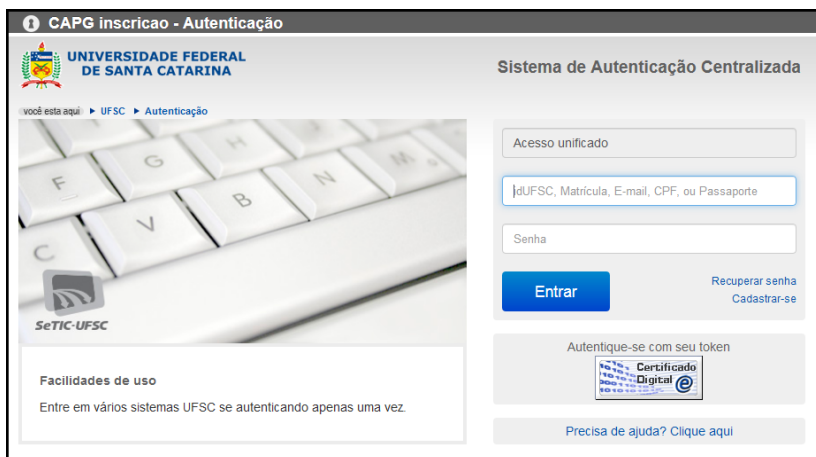 CAPG inscricao - Autenticação
UNIVERSIDADE FEDERAL
DE SANTA CATARINA
Sistema de Autenticação Centralizada
você esta aqui ► UFSC ► Autenticação
F
G
H
M
C
V
B
N
SeTIC-UFSC
Facilidades de uso
Entre em vários sistemas UFSC se autenticando apenas uma vez.
Acesso unificado
idUFSC, Matrícula, E-mail, CPF, ou Passaporte
Senha
Entrar
Recuperar senha
Cadastrar-se
Autentique-se com seu token
Certificado
Digital
Precisa de ajuda? Clique aqui